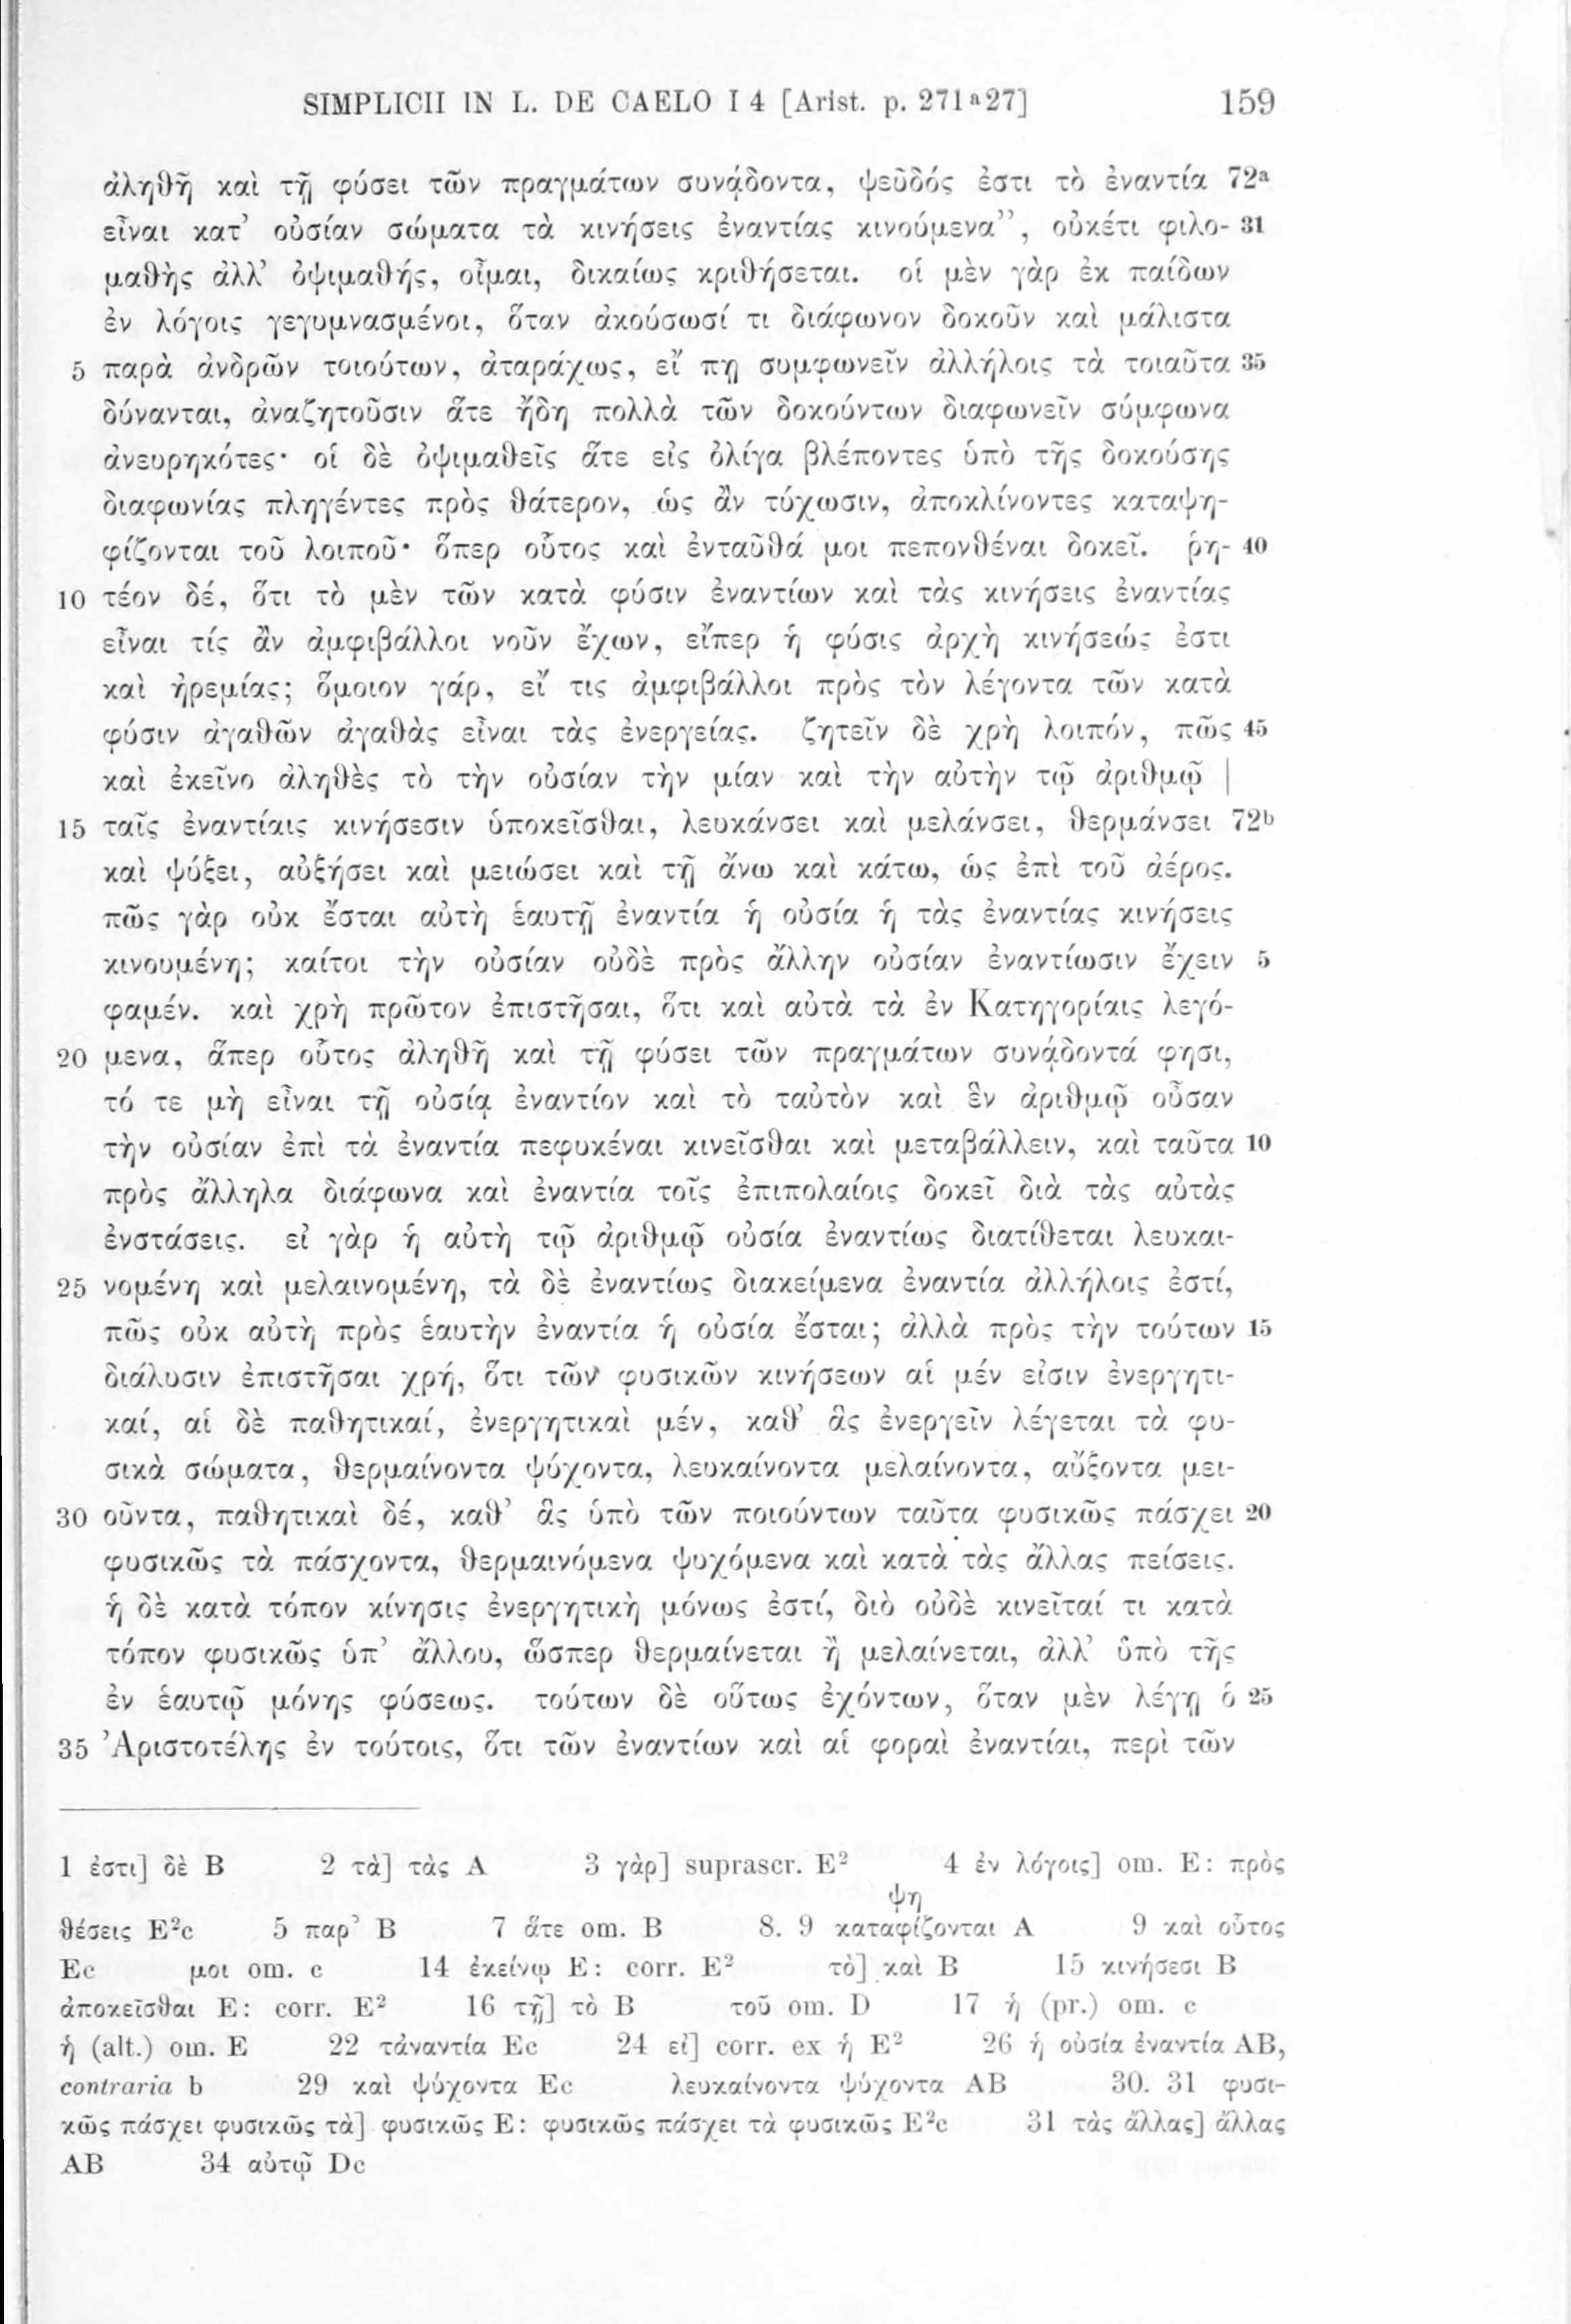 SIMPLICII IN L. DE CAELO I 4 [Arist. p. 271ª27] 159
ἀληθῆ καὶ τῇ φύσει τῶν πραγμάτων συνᾴδοντα, ψεῦδός ἐστι τὸ ἐναντία 72ª
εἶναι κατ’ οὐσίαν σώματα τὰ κινήσεις ἐναντίας κινούμενα”, οὐκέτι φιλο- 31
μαθὴς ἀλλ’ ὀψιμαθής, οἶμαι, δικαίως κριθήσεται. οἱ μὲν γὰρ ἐκ παίδων
ἐν λόγοις γεγυμνασμένοι, ὅταν ἀκούσωσί τι διάφωνον δοκοῦν καὶ μάλιστα
5 παρὰ ἀνδρῶν τοιούτων, ἀταράχως, εἴ πῃ συμφωνεῖν ἀλλήλοις τὰ τοιαῦτα 35
δύνανται, ἀναζητοῦσιν ἅτε ἤδη πολλὰ τῶν δοκούντων διαφωνεῖν σύμφωνα
ἀνευρηκότες· οἱ δὲ ὀψιμαθεῖς ἅτε εἰς ὀλίγα βλέποντες ὑπὸ τῆς δοκούσης
διαφωνίας πληγέντες πρὸς θάτερον, ὡς ἂν τύχωσιν, ἀποκλίνοντες καταψη-
φίζονται τοῦ λοιποῦ· ὅπερ οὗτος καὶ ἐνταῦθά μοι πεπονθέναι δοκεῖ. ῥη- 40
10 τέον δέ, ὅτι τὸ μὲν τῶν κατὰ φύσιν ἐναντίων καὶ τὰς κινήσεις ἐναντίας
εἶναι τίς ἂν ἀμφιβάλλοι νοῦν ἔχων, εἴπερ ἡ φύσις ἀρχὴ κινήσεώς ἐστι
καὶ ἠρεμίας; ὅμοιον γάρ, εἴ τις ἀμφιβάλλοι πρὸς τὸν λέγοντα τῶν κατὰ
φύσιν ἀγαθῶν ἀγαθὰς εἶναι τὰς ἐνεργείας. ζητεῖν δὲ χρὴ λοιπόν, πῶς 45
καὶ ἐκεῖνο ἀληθὲς τὸ τὴν οὐσίαν τὴν μίαν καὶ τὴν αὐτὴν τῷ ἀριθμῷ |
15 ταῖς ἐναντίαις κινήσεσιν ὑποκεῖσθαι, λευκάνσει καὶ μελάνσει, θερμάνσει 72ᵇ
καὶ ψύξει, αὐξήσει καὶ μειώσει καὶ τῇ ἄνω καὶ κάτω, ὡς ἐπὶ τοῦ ἀέρος.
πῶς γὰρ οὐκ ἔσται αὐτὴ ἑαυτῇ ἐναντία ἡ οὐσία ἡ τὰς ἐναντίας κινήσεις
κινουμένη; καίτοι τὴν οὐσίαν οὐδὲ πρὸς ἄλλην οὐσίαν ἐναντίωσιν ἔχειν 5
φαμέν. καὶ χρὴ πρῶτον ἐπιστῆσαι, ὅτι καὶ αὐτὰ τὰ ἐν Κατηγορίαις λεγό-
20 μενα, ἅπερ οὗτος ἀληθῆ καὶ τῇ φύσει τῶν πραγμάτων συνᾴδοντά φησι,
τό τε μὴ εἶναι τῇ οὐσίᾳ ἐναντίον καὶ τὸ ταὐτὸν καὶ ἓν ἀριθμῷ οὖσαν
τὴν οὐσίαν ἐπὶ τὰ ἐναντία πεφυκέναι κινεῖσθαι καὶ μεταβάλλειν, καὶ ταῦτα 10
πρὸς ἄλληλα διάφωνα καὶ ἐναντία τοῖς ἐπιπολαίοις δοκεῖ διὰ τὰς αὐτὰς
ἐνστάσεις. εἰ γὰρ ἡ αὐτὴ τῷ ἀριθμῷ οὐσία ἐναντίως διατίθεται λευκαι-
25 νομένη καὶ μελαινομένη, τὰ δὲ ἐναντίως διακείμενα ἐναντία ἀλλήλοις ἐστί,
πῶς οὐκ αὐτὴ πρὸς ἑαυτὴν ἐναντία ἡ οὐσία ἔσται; ἀλλὰ πρὸς τὴν τούτων 15
διάλυσιν ἐπιστῆσαι χρή, ὅτι τῶν φυσικῶν κινήσεων αἱ μέν εἰσιν ἐνεργητι-
καί, αἱ δὲ παθητικαί, ἐνεργητικαὶ μέν, καθ’ ἃς ἐνεργεῖν λέγεται τὰ φυ-
σικὰ σώματα, θερμαίνοντα ψύχοντα, λευκαίνοντα μελαίνοντα, αὔξοντα μει-
30 οῦντα, παθητικαὶ δέ, καθ’ ἃς ὑπὸ τῶν ποιούντων ταῦτα φυσικῶς πάσχει 20
φυσικῶς τὰ πάσχοντα, θερμαινόμενα ψυχόμενα καὶ κατὰ τὰς ἄλλας πείσεις.
ἡ δὲ κατὰ τόπον κίνησις ἐνεργητικὴ μόνως ἐστί, διὸ οὐδὲ κινεῖταί τι κατὰ
τόπον φυσικῶς ὑπ’ ἄλλου, ὥσπερ θερμαίνεται ἢ μελαίνεται, ἀλλ’ ὑπὸ τῆς
ἐν ἑαυτῷ μόνης φύσεως. τούτων δὲ οὕτως ἐχόντων, ὅταν μὲν λέγῃ ὁ 25
35 Ἀριστοτέλης ἐν τούτοις, ὅτι τῶν ἐναντίων καὶ αἱ φοραὶ ἐναντίαι, περὶ τῶν
1 ἐστι] δὲ B 2 τὰ] τὰς A 3 γὰρ] suprascr. E² 4 ἐν λόγοις] om. E: πρὸς
ψη
θέσεις E²c 5 παρ’ B 7 ἅτε om. B 8. 9 καταφίζονται A 9 καὶ οὗτος
Ec μοι om. c 14 ἐκείνῳ E: corr. E² τὸ] καὶ B 15 κινήσεσι B
ἀποκεῖσθαι E: corr. E² 16 τῇ] τὸ B τοῦ om. D 17 ἡ (pr.) om. c
ἡ (alt.) om. E 22 τἀναντία Ec 24 εἰ] corr. ex ἡ E² 26 ἡ οὐσία ἐναντία AB,
contraria b 29 καὶ ψύχοντα Ec λευκαίνοντα ψύχοντα AB 30. 31 φυσι-
κῶς πάσχει φυσικῶς τὰ] φυσικῶς E: φυσικῶς πάσχει τὰ φυσικῶς E²c 31 τὰς ἄλλας] ἄλλας
AB 34 αὐτῷ Dc